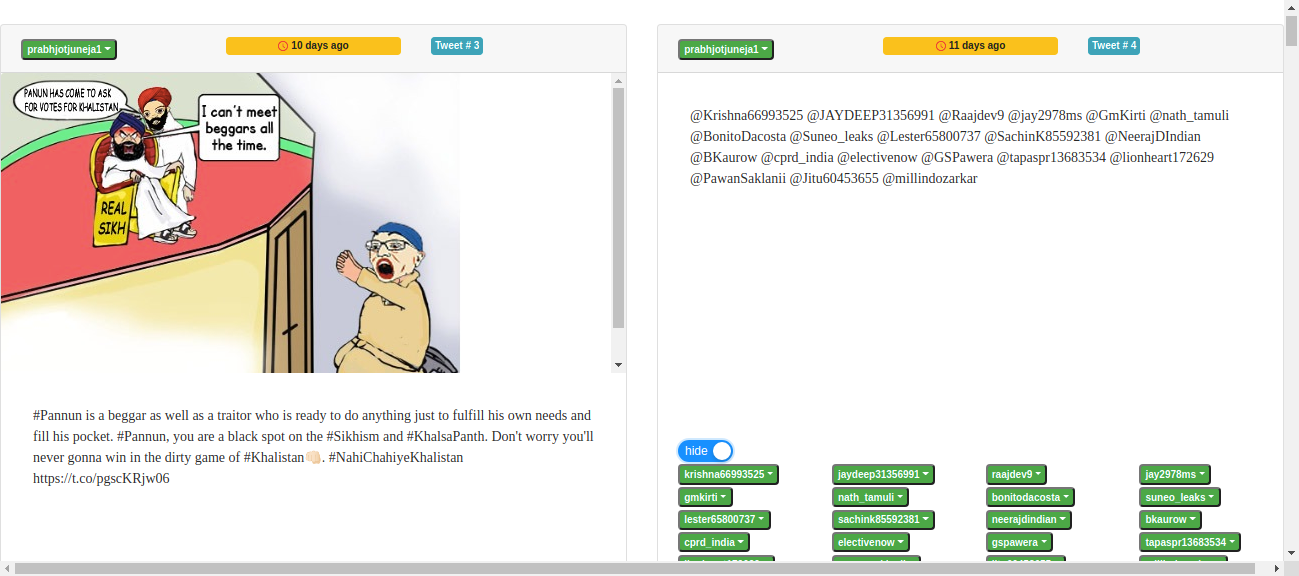 prabhjotjuneja1
10 days ago
Tweet # 3
PANUN HAS COME TO ASK
FOR VOTES FOR KHALISTAN
I can't meet
beggars all
the time.
REAL
SIKH
#Pannun is a beggar as well as a traitor who is ready to do anything just to fulfill his own needs and
fill his pocket. #Pannun, you are a black spot on the #Sikhism and #KhalsaPanth. Don't worry you'll
never gonna win in the dirty game of #Khalistan👊🏻. #NahiChahiyeKhalistan
https://t.co/pgscKRjw06
prabhjotjuneja1
11 days ago
Tweet # 4
@Krishna66993525 @JAYDEEP31356991 @Raajdev9 @jay2978ms @GmKirti @nath_tamuli
@BonitoDacosta @Suneo_leaks @Lester65800737 @SachinK85592381 @NeerajDIndian
@BKaurow @cprd_india @electivenow @GSPawera @tapaspr13683534 @lionheart172629
@PawanSaklanii @Jitu60453655 @millindozarkar
hide
krishna66993525 jaydeep31356991 raajdev9 jay2978ms
gmkirti nath_tamuli bonitodacosta suneo_leaks
lester65800737 sachink85592381 neerajdindian bkaurow
cprd_india electivenow gspawera tapaspr13683534